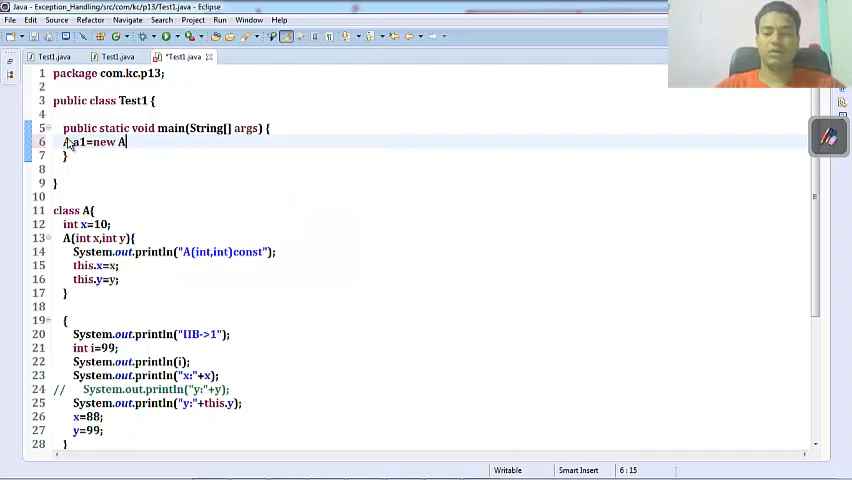 Java - Exception_Handling/src/com/kc/p13/Test1.java - Eclipse
File Edit Source Refactor Navigate Search Project Run Window Help
Test1.java Test1.java *Test1.java
1 package com.kc.p13;
2
3 public class Test1 {
4
5 public static void main(String[] args) {
6 A a1=new A
7 }
8
9 }
10
11 class A{
12 int x=10;
13 A(int x,int y){
14 System.out.println("A(int,int)const");
15 this.x=x;
16 this.y=y;
17 }
18
19 {
20 System.out.println("IIB->1");
21 int i=99;
22 System.out.println(i);
23 System.out.println("x:"+x);
24 // System.out.println("y:"+y);
25 System.out.println("y:"+this.y);
26 x=88;
27 y=99;
28 }
Writable Smart Insert 6 : 15